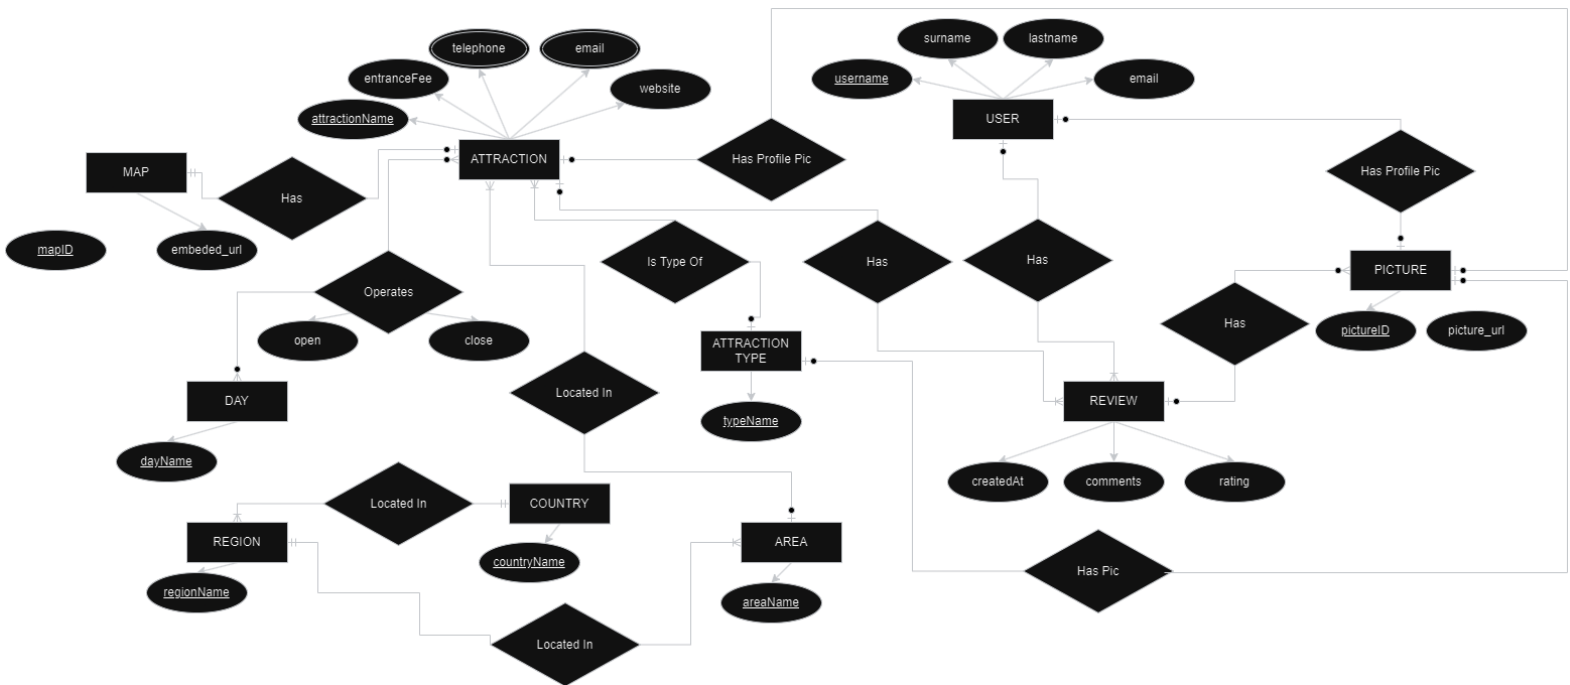 telephone
email
surname
lastname
entranceFee
website
username
email
attractionName
USER
ATTRACTION
Has Profile Pic
MAP
Has Profile Pic
Has
mapID
embeded_url
Is Type Of
Has
Has
PICTURE
Operates
Has
open
close
ATTRACTION
TYPE
pictureID
picture_url
DAY
Located In
REVIEW
typeName
dayName
createdAt
comments
rating
Located In
COUNTRY
REGION
AREA
countryName
Has Pic
regionName
areaName
Located In